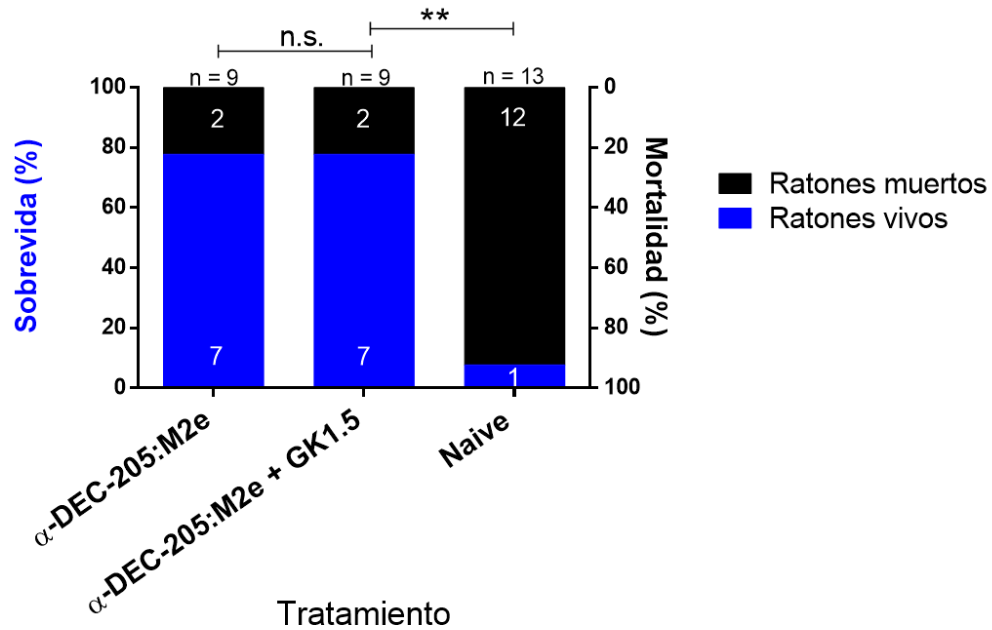 **
n.s.
n = 9
n = 9
n = 13
100
80
60
40
20
0
Sobrevida (%)
2
2
12
7
7
1
0
20
40
60
80
100
Mortalidad (%)
Ratones muertos
Ratones vivos
α-DEC-205:M2e
α-DEC-205:M2e + GK1.5
Naive
Tratamiento